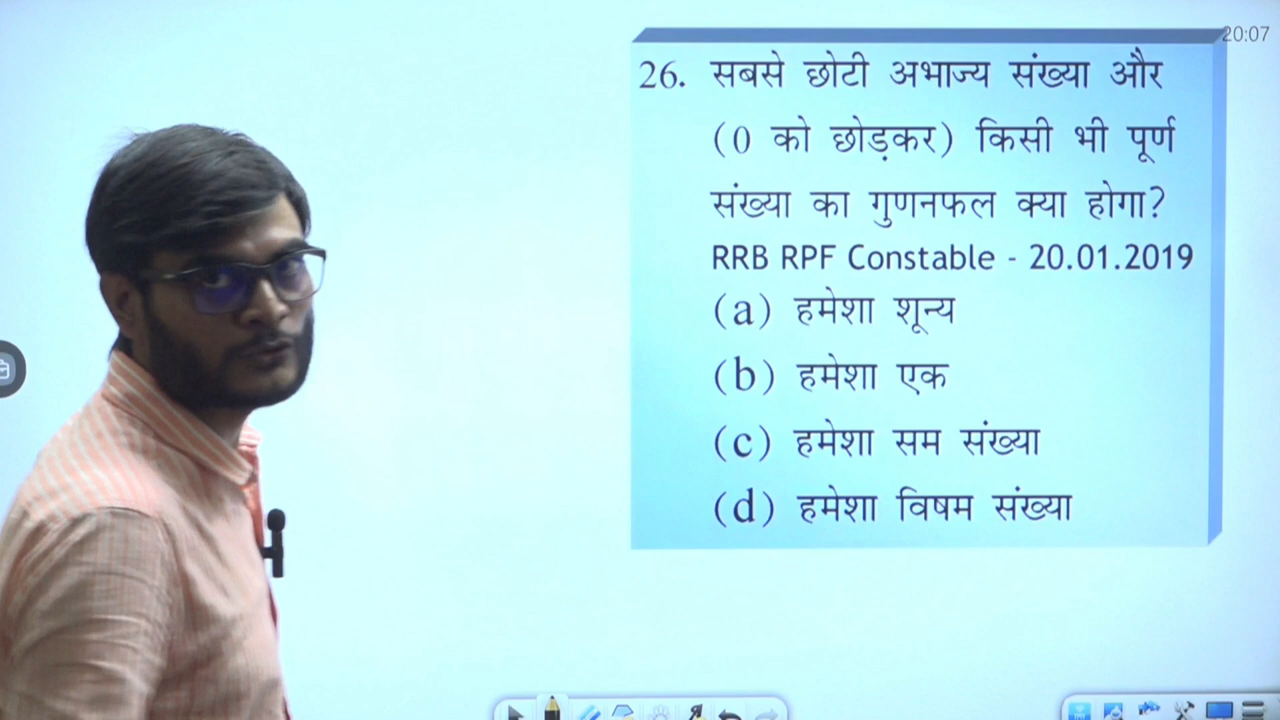 20:07
26. सबसे छोटी अभाज्य संख्या और
(0 को छोड़कर) किसी भी पूर्ण
संख्या का गुणनफल क्या होगा?
RRB RPF Constable - 20.01.2019
(a) हमेशा शून्य
(b) हमेशा एक
(c) हमेशा सम संख्या
(d) हमेशा विषम संख्या